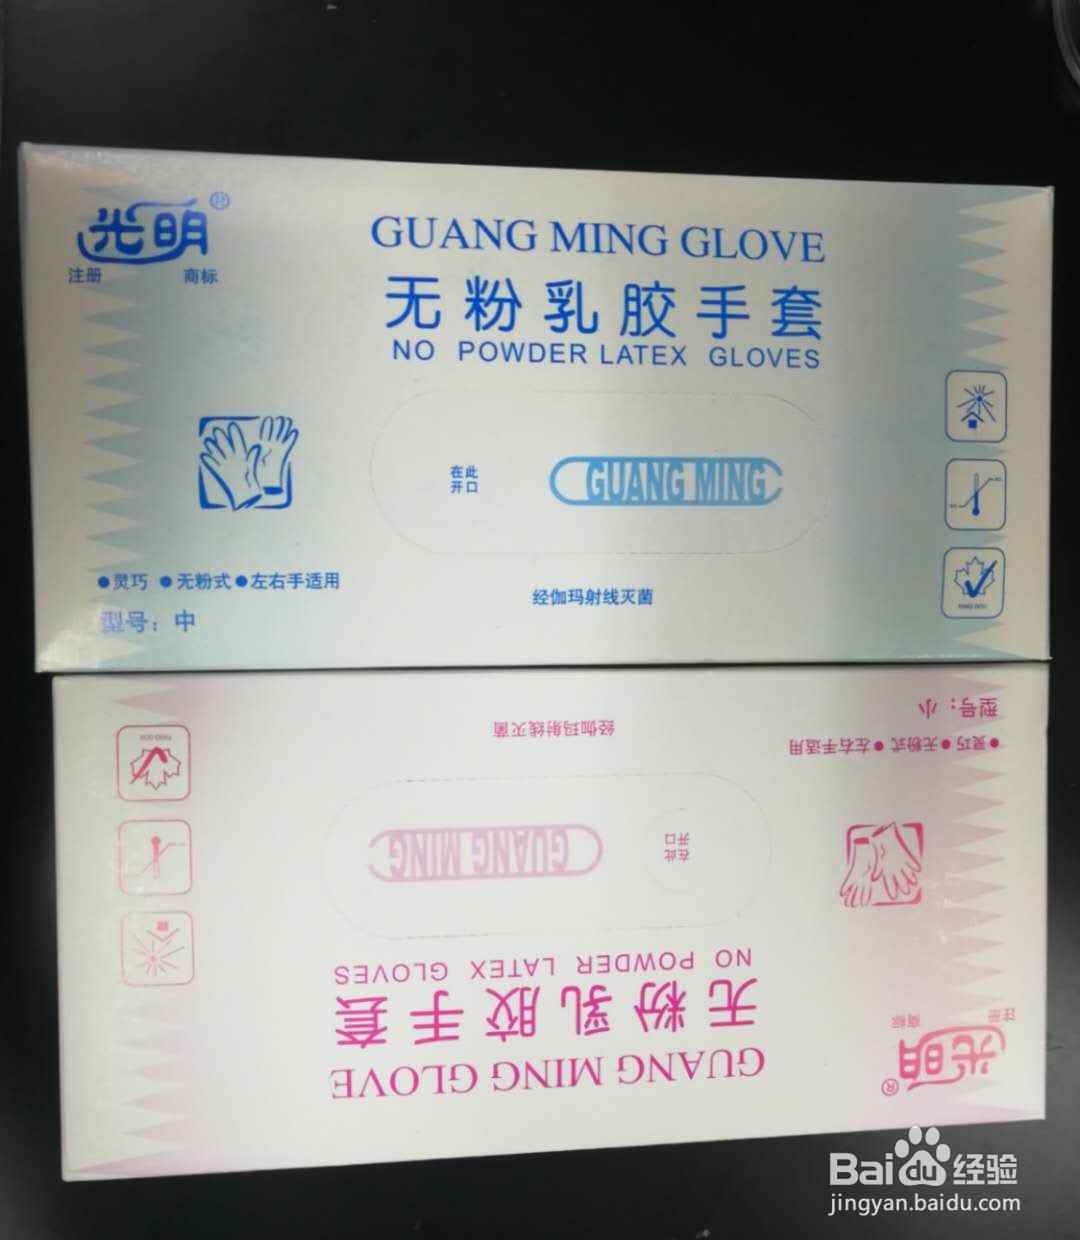 光明®
注册 商标
GUANG MING GLOVE
无粉乳胶手套
NO POWDER LATEX GLOVES
在此
开口
GUANG MING
●灵巧 ●无粉式 ●左右手适用
型号：中
经伽玛射线灭菌
光明®
注册 商标
GUANG MING GLOVE
无粉乳胶手套
NO POWDER LATEX GLOVES
在此
开口
GUANG MING
●灵巧 ●无粉式 ●左右手适用
型号：小
经伽玛射线灭菌
Baidu经验
jingyan.baidu.com